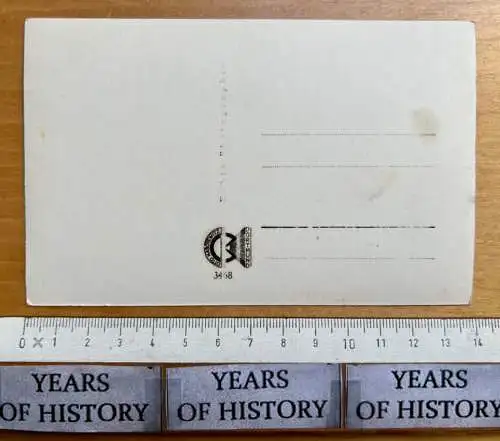 3468
0 1 2 3 4 5 6 7 8 9 10 11 12 13 14
YEARS
OF HISTORY
YEARS
OF HISTORY
YEARS
OF HISTORY